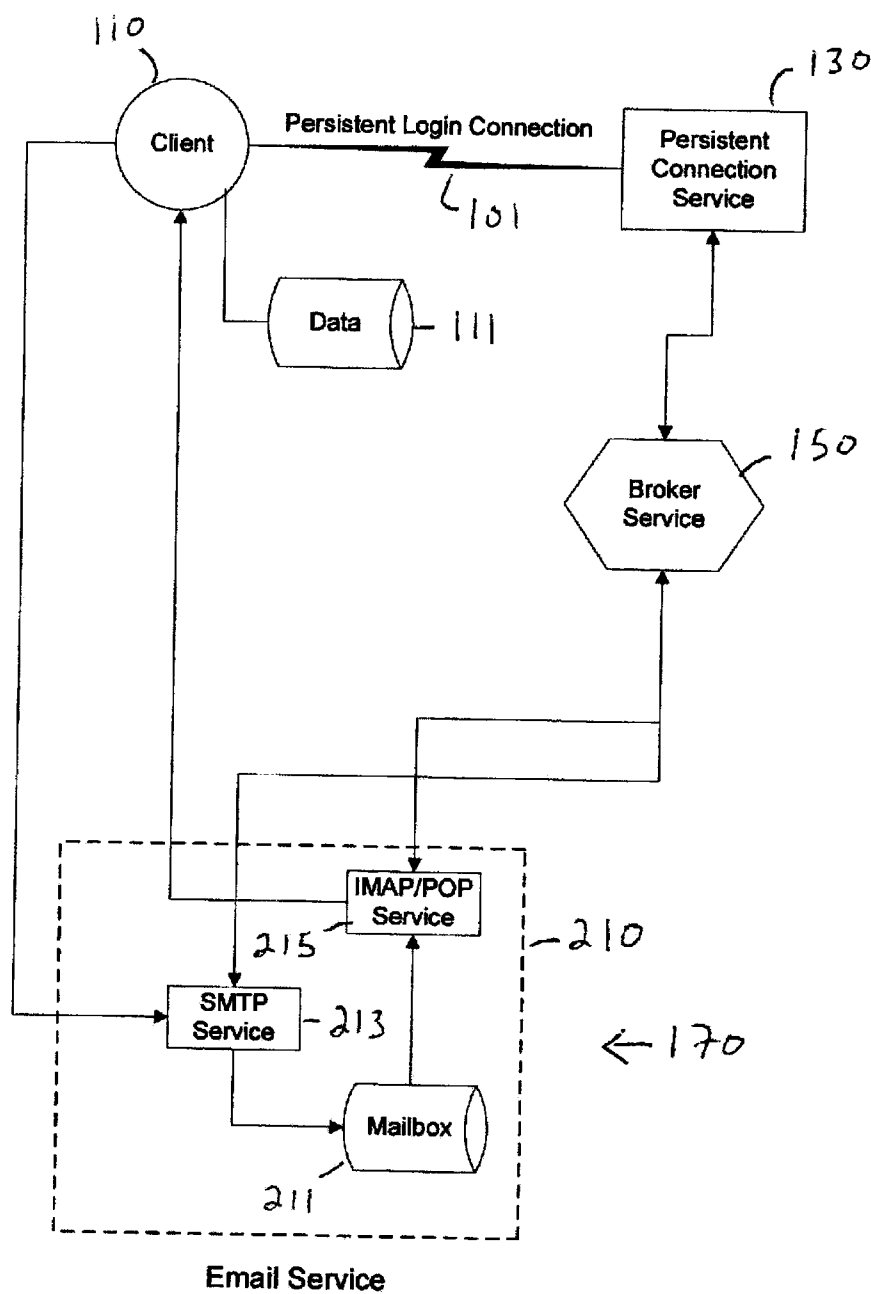 110
130
Client
Persistent Login Connection
Persistent
Connection
Service
101
Data
111
150
Broker
Service
IMAP/POP
Service
215
210
SMTP
Service
213
170
Mailbox
211
Email Service